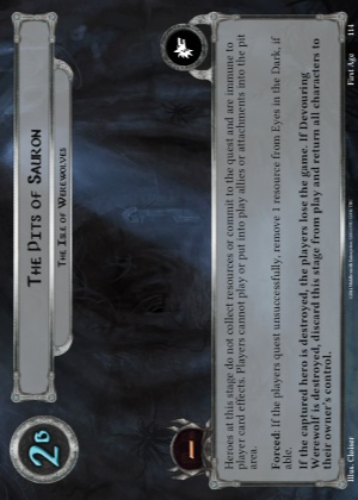 2B
THE PITS OF SAURON
THE ISLE OF WEREWOLVES
–
Heroes at this stage do not collect resources or commit to the quest and are immune to
player card effects. Players cannot play or put into play allies or attachments into the pit
area.
Forced: If the players quest unsuccessfully, remove 1 resource from Eyes in the Dark, if
able.
If the captured hero is destroyed, the players lose the game. If Devouring
Werewolf is destroyed, discard this stage from play and return all characters to
their owner's control.
Illus. Cloister First Age 114